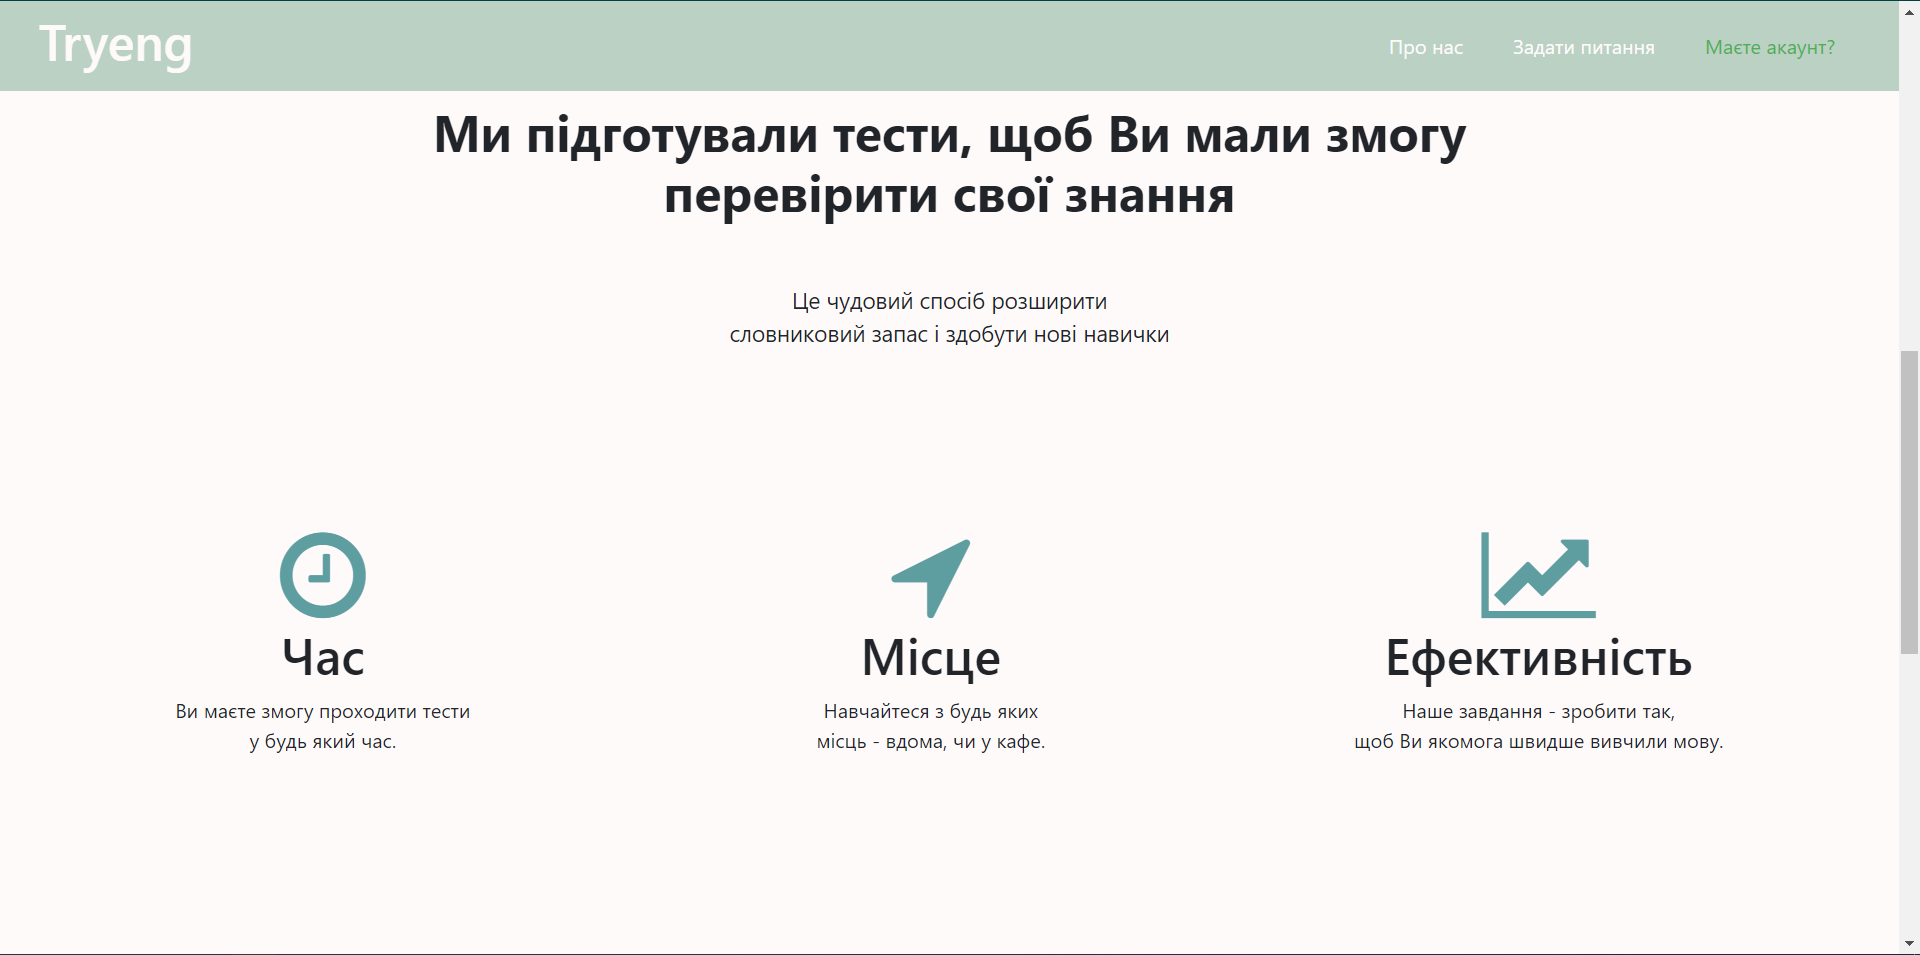 Tryeng
Про нас
Задати питання
Маєте акаунт?
Ми підготували тести, щоб Ви мали змогу
перевірити свої знання
Це чудовий спосіб розширити
словниковий запас і здобути нові навички
Час
Ви маєте змогу проходити тести
у будь який час.
Місце
Навчайтеся з будь яких
місць - вдома, чи у кафе.
Ефективність
Наше завдання - зробити так,
щоб Ви якомога швидше вивчили мову.